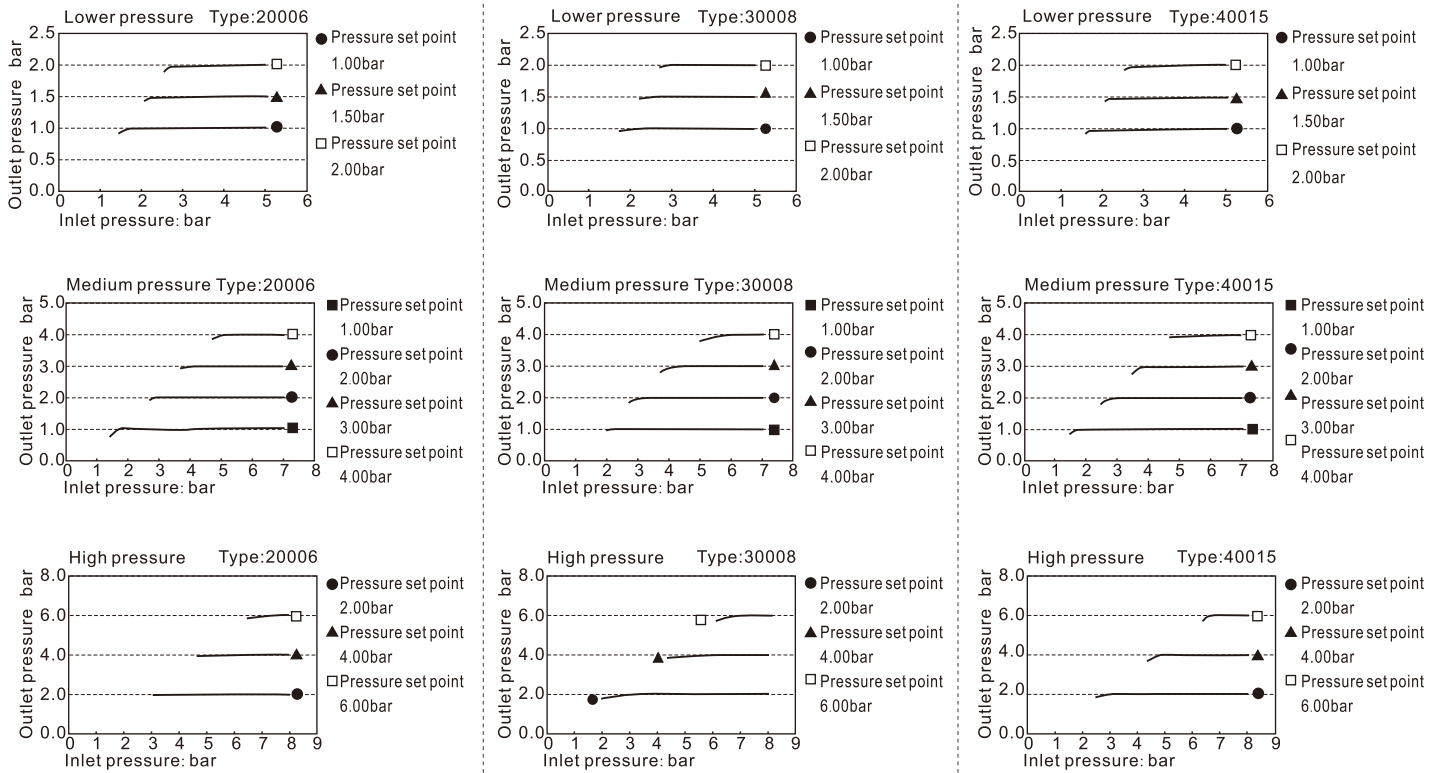 Lower pressure Type:20006
Outlet pressure bar
2.5
2.0
1.5
1.0
0.5
0.0
0 1 2 3 4 5 6
Inlet pressure: bar
Pressure set point
1.00bar
Pressure set point
1.50bar
Pressure set point
2.00bar
Lower pressure Type:30008
Outlet pressure bar
2.5
2.0
1.5
1.0
0.5
0.0
0 1 2 3 4 5 6
Inlet pressure: bar
Pressure set point
1.00bar
Pressure set point
1.50bar
Pressure set point
2.00bar
Lower pressure Type:40015
Outlet pressure bar
2.5
2.0
1.5
1.0
0.5
0.0
0 1 2 3 4 5 6
Inlet pressure: bar
Pressure set point
1.00bar
Pressure set point
1.50bar
Pressure set point
2.00bar
Medium pressure Type:20006
Outlet pressure bar
5.0
4.0
3.0
2.0
1.0
0.0
0 1 2 3 4 5 6 7 8
Inlet pressure: bar
Pressure set point
1.00bar
Pressure set point
2.00bar
Pressure set point
3.00bar
Pressure set point
4.00bar
Medium pressure Type:30008
Outlet pressure bar
5.0
4.0
3.0
2.0
1.0
0.0
0 1 2 3 4 5 6 7 8
Inlet pressure: bar
Pressure set point
1.00bar
Pressure set point
2.00bar
Pressure set point
3.00bar
Pressure set point
4.00bar
Medium pressure Type:40015
Outlet pressure bar
5.0
4.0
3.0
2.0
1.0
0.0
0 1 2 3 4 5 6 7 8
Inlet pressure: bar
Pressure set point
1.00bar
Pressure set point
2.00bar
Pressure set point
3.00bar
Pressure set point
4.00bar
High pressure Type:20006
Outlet pressure bar
8.0
6.0
4.0
2.0
0.0
0 1 2 3 4 5 6 7 8 9
Inlet pressure: bar
Pressure set point
2.00bar
Pressure set point
4.00bar
Pressure set point
6.00bar
High pressure Type:30008
Outlet pressure bar
8.0
6.0
4.0
2.0
0.0
0 1 2 3 4 5 6 7 8 9
Inlet pressure: bar
Pressure set point
2.00bar
Pressure set point
4.00bar
Pressure set point
6.00bar
High pressure Type:40015
Outlet pressure bar
8.0
6.0
4.0
2.0
0.0
0 1 2 3 4 5 6 7 8 9
Inlet pressure: bar
Pressure set point
2.00bar
Pressure set point
4.00bar
Pressure set point
6.00bar